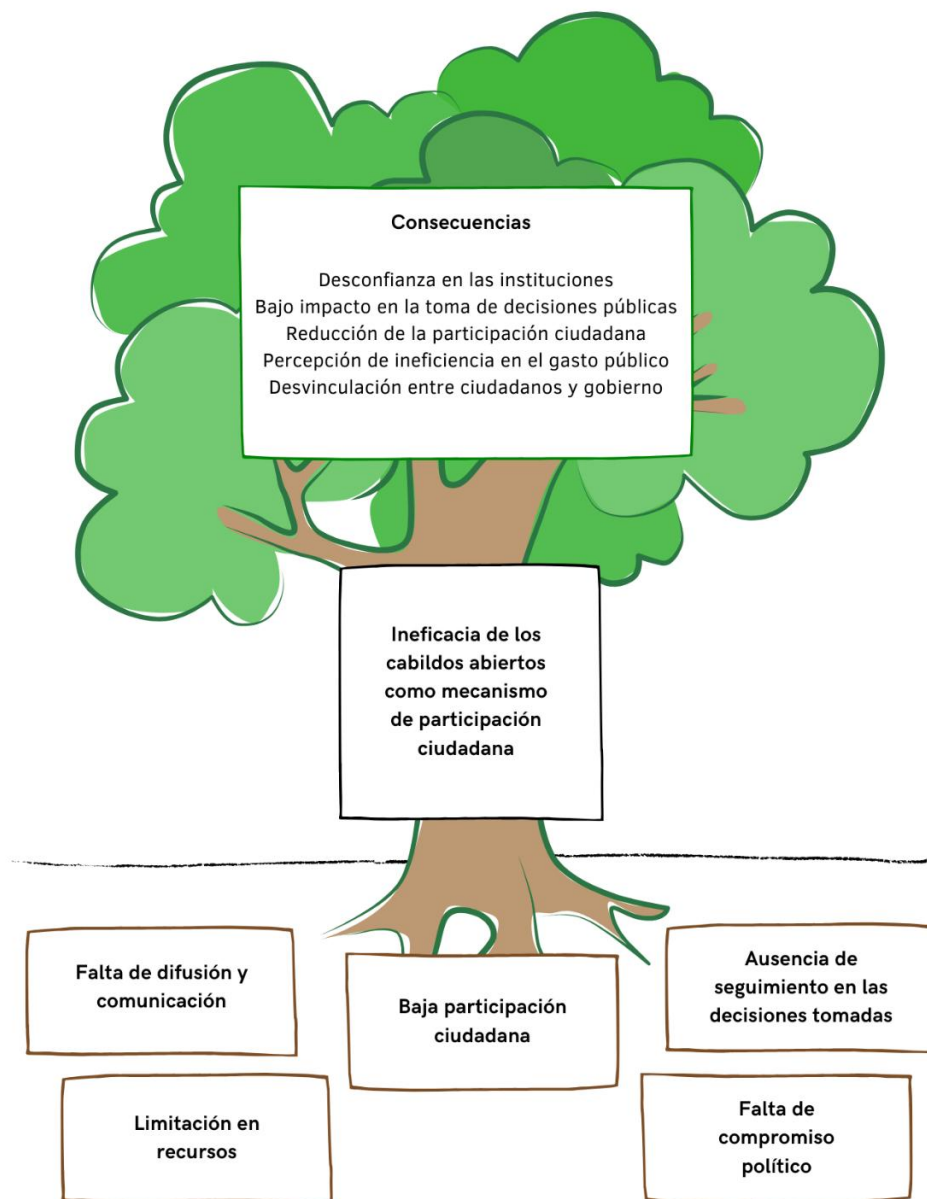 Consecuencias
Desconfianza en las instituciones
Bajo impacto en la toma de decisiones públicas
Reducción de la participación ciudadana
Percepción de ineficiencia en el gasto público
Desvinculación entre ciudadanos y gobierno
Ineficacia de los
cabildos abiertos
como mecanismo
de participación
ciudadana
Falta de difusión y
comunicación
Baja participación
ciudadana
Ausencia de
seguimiento en las
decisiones tomadas
Limitación en
recursos
Falta de
compromiso
político